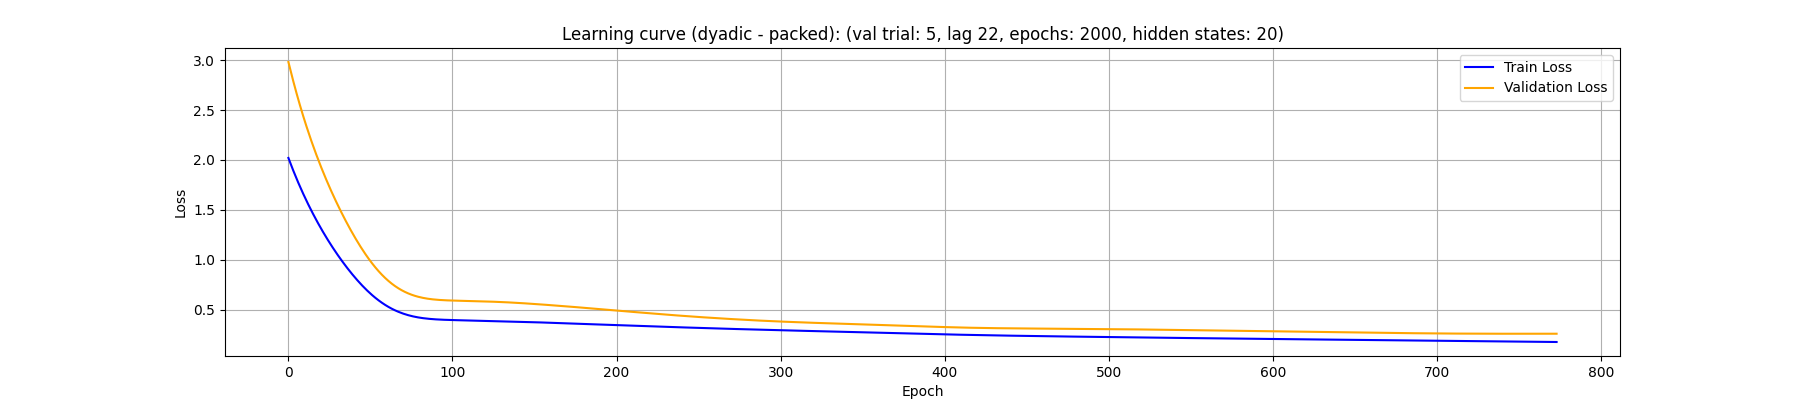 Learning curve (dyadic - packed): (val trial: 5, lag 22, epochs: 2000, hidden states: 20)
Train Loss
Validation Loss
3.0
2.5
2.0
1.5
1.0
0.5
Loss
0 100 200 300 400 500 600 700 800
Epoch